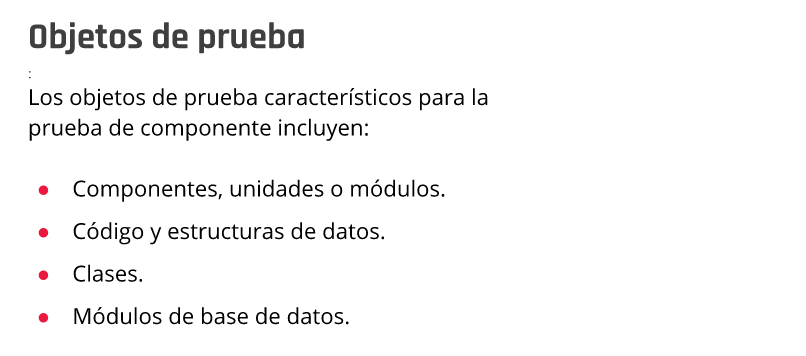 Objetos de prueba
:
Los objetos de prueba característicos para la
prueba de componente incluyen:
• Componentes, unidades o módulos.
• Código y estructuras de datos.
• Clases.
• Módulos de base de datos.